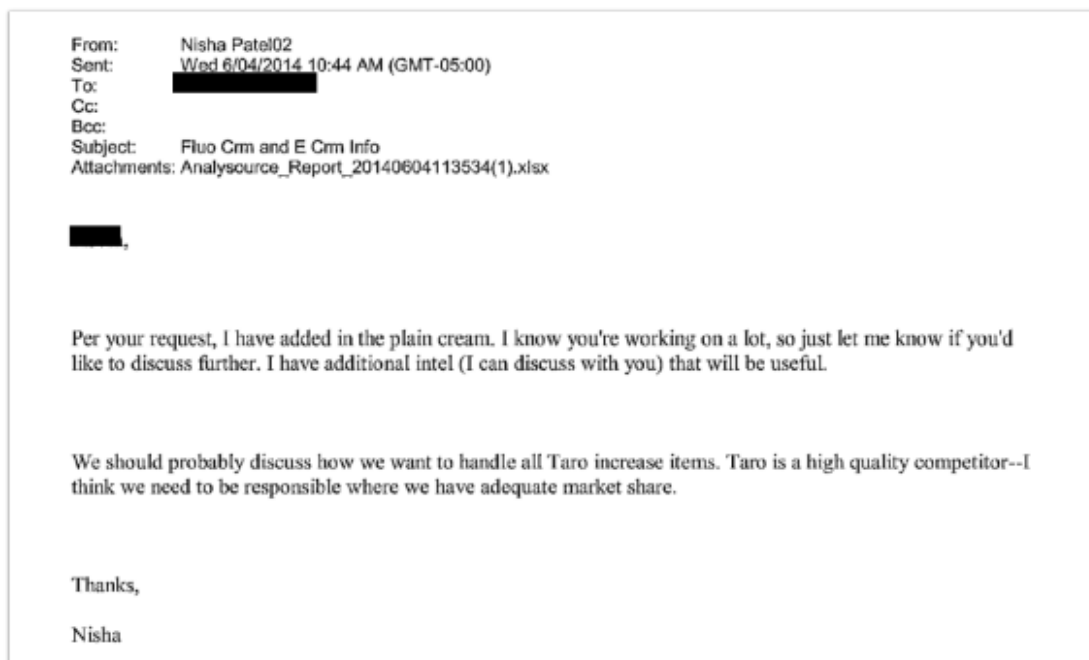 From: Nisha Patel02
Sent: Wed 6/04/2014 10:44 AM (GMT-05:00)
To:
Cc:
Bcc:
Subject: Fluo Crm and E Crm Info
Attachments: Analysource_Report_20140604113534(1).xlsx
,
Per your request, I have added in the plain cream. I know you're working on a lot, so just let me know if you'd
like to discuss further. I have additional intel (I can discuss with you) that will be useful.
We should probably discuss how we want to handle all Taro increase items. Taro is a high quality competitor--I
think we need to be responsible where we have adequate market share.
Thanks,
Nisha